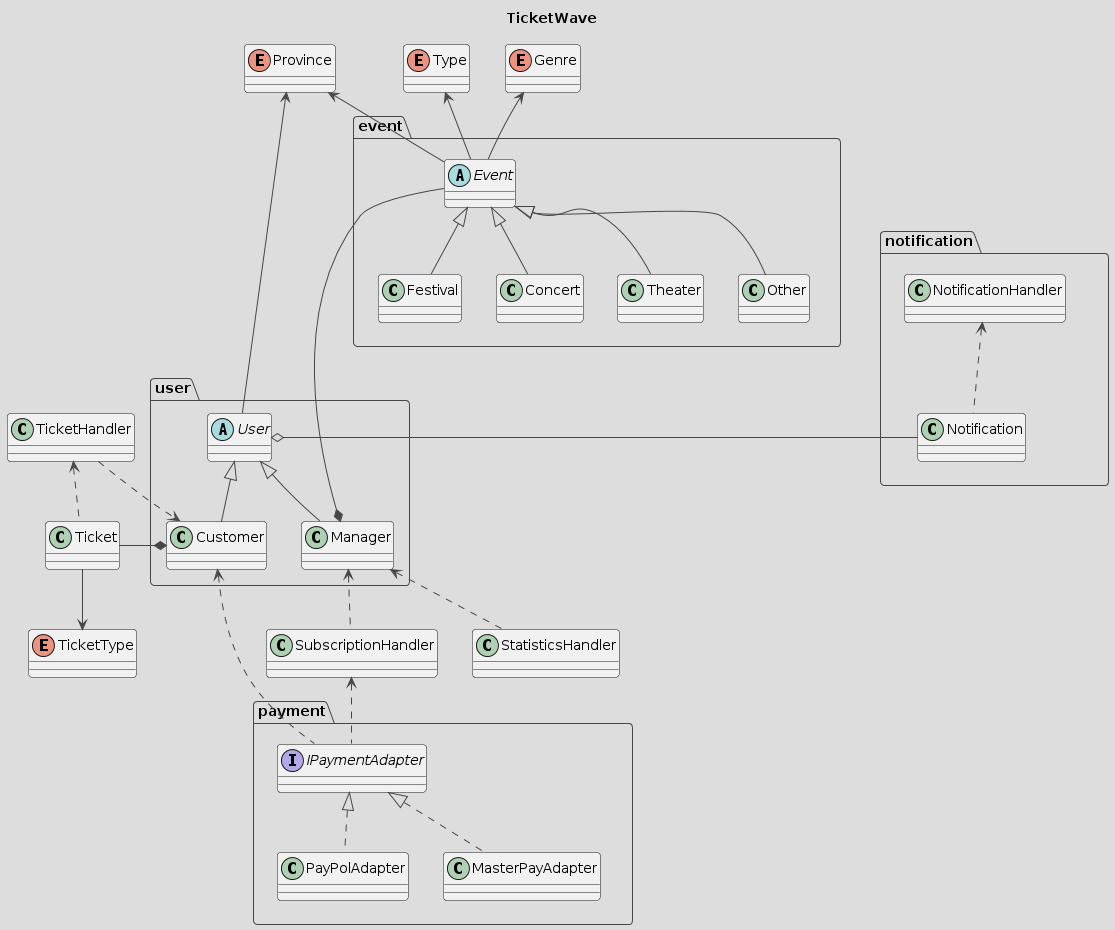 TicketWave
E Province
E Type
E Genre
event
A Event
C Festival
C Concert
C Theater
C Other
notification
C NotificationHandler
user
C TicketHandler
A User
C Notification
C Ticket
C Customer
C Manager
E TicketType
C SubscriptionHandler
C StatisticsHandler
payment
I IPaymentAdapter
C PayPolAdapter
C MasterPayAdapter